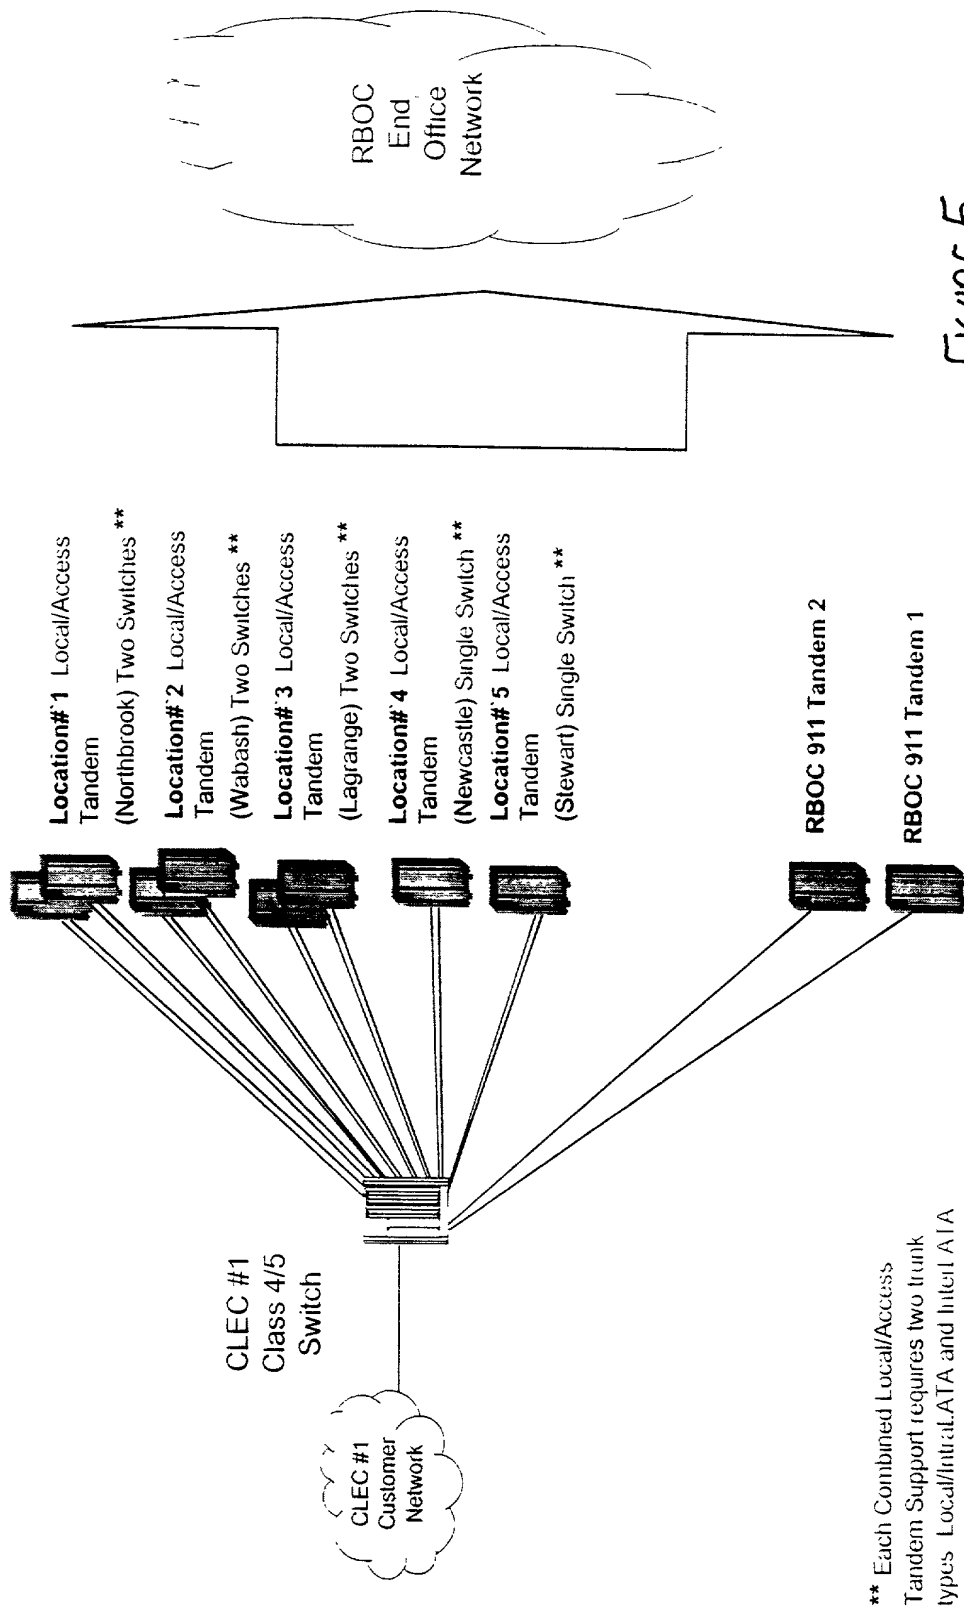 RBOC
End
Office
Network
Location# 1 Local/Access
Tandem
(Northbrook) Two Switches **
Location# 2 Local/Access
Tandem
(Wabash) Two Switches **
Location# 3 Local/Access
Tandem
(Lagrange) Two Switches **
Location# 4 Local/Access
Tandem
(Newcastle) Single Switch **
Location# 5 Local/Access
Tandem
(Stewart) Single Switch **
RBOC 911 Tandem 2
RBOC 911 Tandem 1
CLEC #1
Class 4/5
Switch
CLEC #1
Customer
Network
** Each Combined Local/Access
Tandem Support requires two trunk
types Local/IntraLATA and InterLATA